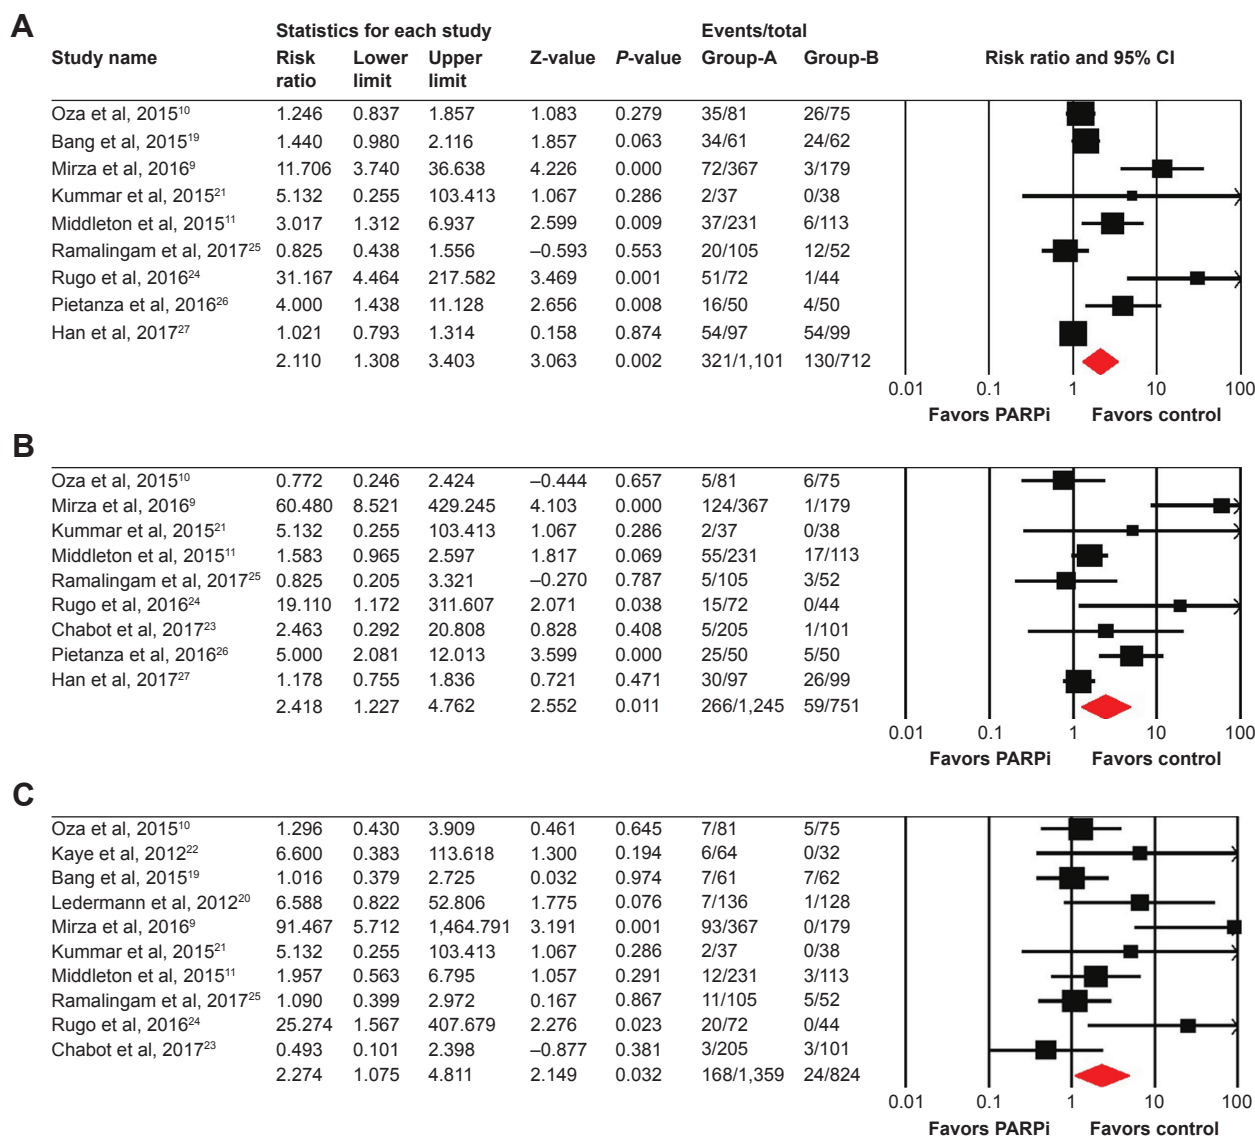 A
Statistics for each study Events/total
Study name Risk ratio Lower limit Upper limit Z-value P-value Group-A Group-B Risk ratio and 95% CI
Oza et al, 2015¹⁰ 1.246 0.837 1.857 1.083 0.279 35/81 26/75
Bang et al, 2015¹⁹ 1.440 0.980 2.116 1.857 0.063 34/61 24/62
Mirza et al, 2016⁹ 11.706 3.740 36.638 4.226 0.000 72/367 3/179
Kummar et al, 2015²¹ 5.132 0.255 103.413 1.067 0.286 2/37 0/38
Middleton et al, 2015¹¹ 3.017 1.312 6.937 2.599 0.009 37/231 6/113
Ramalingam et al, 2017²⁵ 0.825 0.438 1.556 –0.593 0.553 20/105 12/52
Rugo et al, 2016²⁴ 31.167 4.464 217.582 3.469 0.001 51/72 1/44
Pietanza et al, 2016²⁶ 4.000 1.438 11.128 2.656 0.008 16/50 4/50
Han et al, 2017²⁷ 1.021 0.793 1.314 0.158 0.874 54/97 54/99
2.110 1.308 3.403 3.063 0.002 321/1,101 130/712
0.01 0.1 1 10 100
Favors PARPi Favors control
B
Oza et al, 2015¹⁰ 0.772 0.246 2.424 –0.444 0.657 5/81 6/75
Mirza et al, 2016⁹ 60.480 8.521 429.245 4.103 0.000 124/367 1/179
Kummar et al, 2015²¹ 5.132 0.255 103.413 1.067 0.286 2/37 0/38
Middleton et al, 2015¹¹ 1.583 0.965 2.597 1.817 0.069 55/231 17/113
Ramalingam et al, 2017²⁵ 0.825 0.205 3.321 –0.270 0.787 5/105 3/52
Rugo et al, 2016²⁴ 19.110 1.172 311.607 2.071 0.038 15/72 0/44
Chabot et al, 2017²³ 2.463 0.292 20.808 0.828 0.408 5/205 1/101
Pietanza et al, 2016²⁶ 5.000 2.081 12.013 3.599 0.000 25/50 5/50
Han et al, 2017²⁷ 1.178 0.755 1.836 0.721 0.471 30/97 26/99
2.418 1.227 4.762 2.552 0.011 266/1,245 59/751
0.01 0.1 1 10 100
Favors PARPi Favors control
C
Oza et al, 2015¹⁰ 1.296 0.430 3.909 0.461 0.645 7/81 5/75
Kaye et al, 2012²² 6.600 0.383 113.618 1.300 0.194 6/64 0/32
Bang et al, 2015¹⁹ 1.016 0.379 2.725 0.032 0.974 7/61 7/62
Ledermann et al, 2012²⁰ 6.588 0.822 52.806 1.775 0.076 7/136 1/128
Mirza et al, 2016⁹ 91.467 5.712 1,464.791 3.191 0.001 93/367 0/179
Kummar et al, 2015²¹ 5.132 0.255 103.413 1.067 0.286 2/37 0/38
Middleton et al, 2015¹¹ 1.957 0.563 6.795 1.057 0.291 12/231 3/113
Ramalingam et al, 2017²⁵ 1.090 0.399 2.972 0.167 0.867 11/105 5/52
Rugo et al, 2016²⁴ 25.274 1.567 407.679 2.276 0.023 20/72 0/44
Chabot et al, 2017²³ 0.493 0.101 2.398 –0.877 0.381 3/205 3/101
2.274 1.075 4.811 2.149 0.032 168/1,359 24/824
0.01 0.1 1 10 100
Favors PARPi Favors control